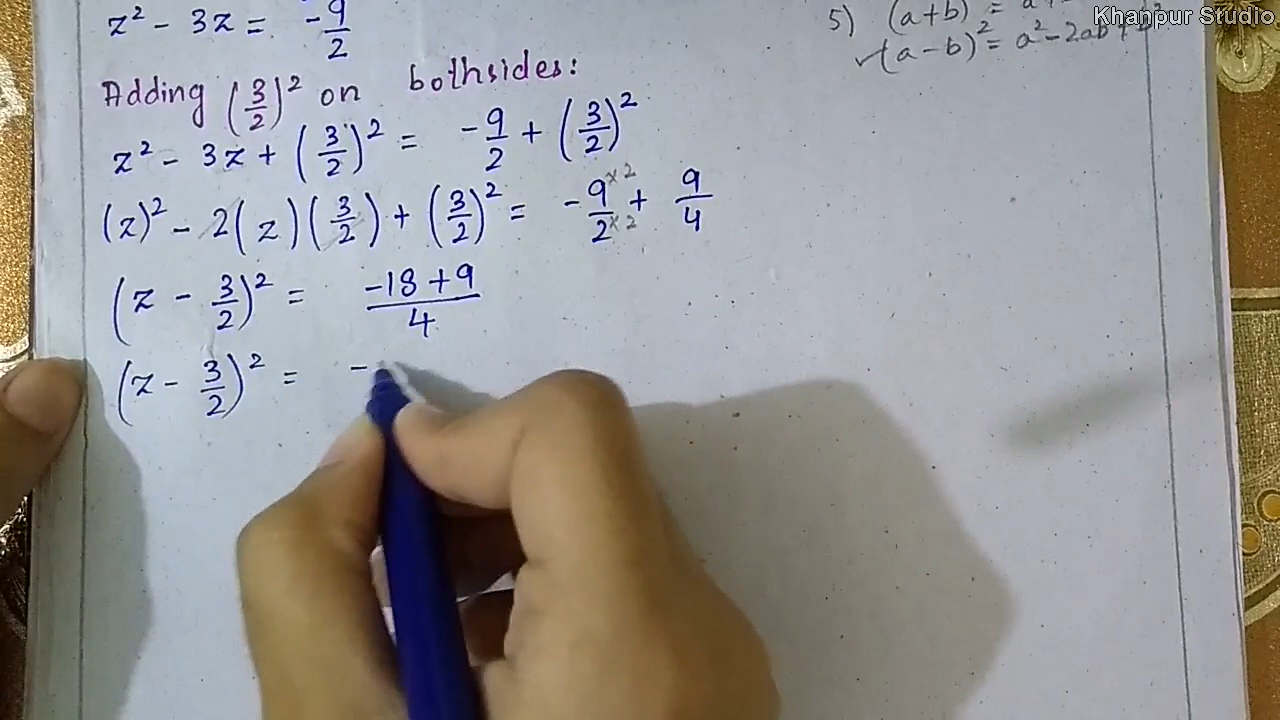 z² - 3z = -9/2
5) (a+b) =
Khanpur Studio
✓(a-b)² = a² - 2ab +
Adding (3/2)² on bothsides:
z² - 3z + (3/2)² = -9/2 + (3/2)²
(z)² - 2(z)(3/2) + (3/2)² = -9×2/2×2 + 9/4
(z - 3/2)² = -18+9/4
(z - 3/2)² = -